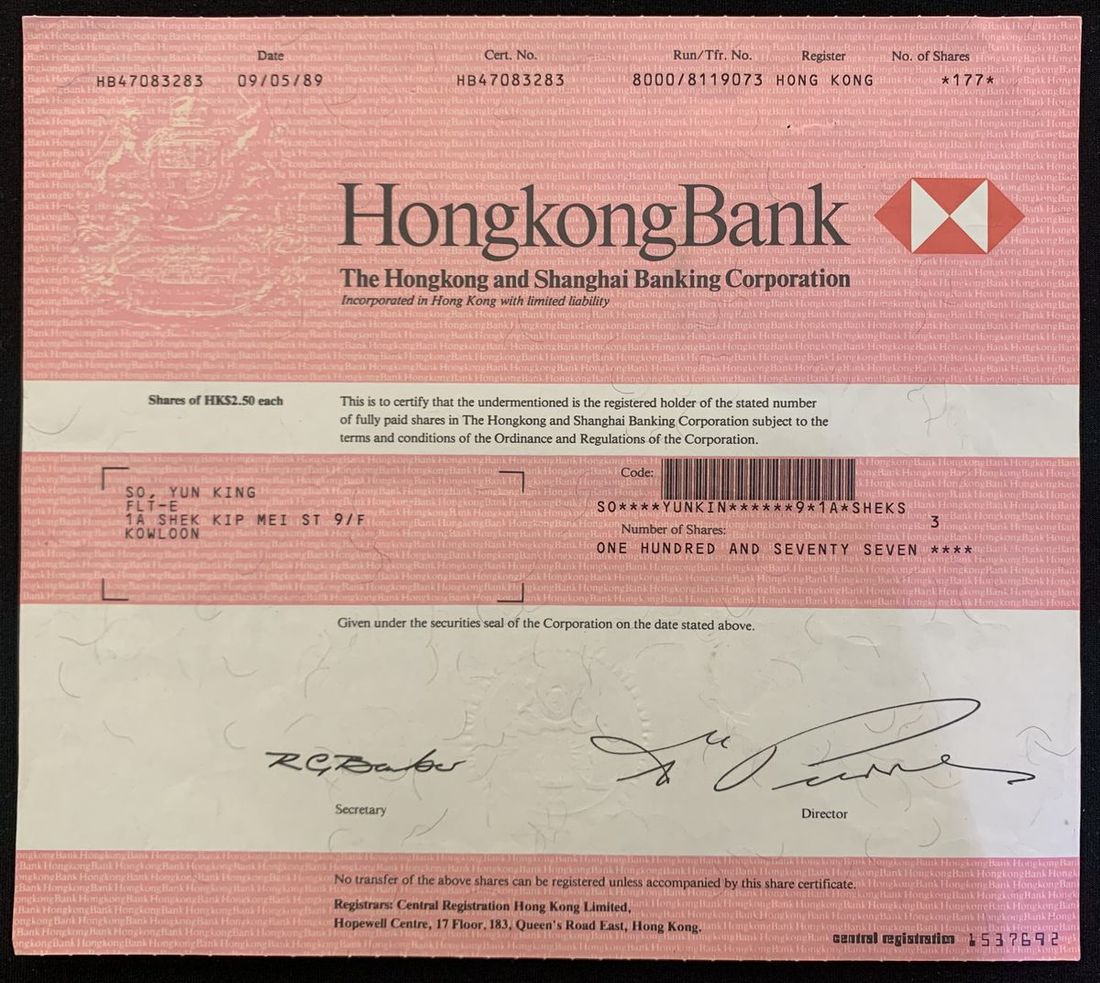 Date Cert. No. Run/Tfr. No. Register No. of Shares
HB47083283 09/05/89 HB47083283 8000/8119073 HONG KONG *177*
HongkongBank
The Hongkong and Shanghai Banking Corporation
Incorporated in Hong Kong with limited liability
Shares of HK$2.50 each
This is to certify that the undermentioned is the registered holder of the stated number
of fully paid shares in The Hongkong and Shanghai Banking Corporation subject to the
terms and conditions of the Ordinance and Regulations of the Corporation.
SO, YUN KING
FLT-E
1A SHEK KIP MEI ST 9/F
KOWLOON
Code:
SO****YUNKIN******9*1A*SHEKS
3
Number of Shares:
ONE HUNDRED AND SEVENTY SEVEN ****
Given under the securities seal of the Corporation on the date stated above.
Secretary
Director
No transfer of the above shares can be registered unless accompanied by this share certificate.
Registrars: Central Registration Hong Kong Limited,
Hopewell Centre, 17 Floor, 183, Queen's Road East, Hong Kong.
central registration 1537692